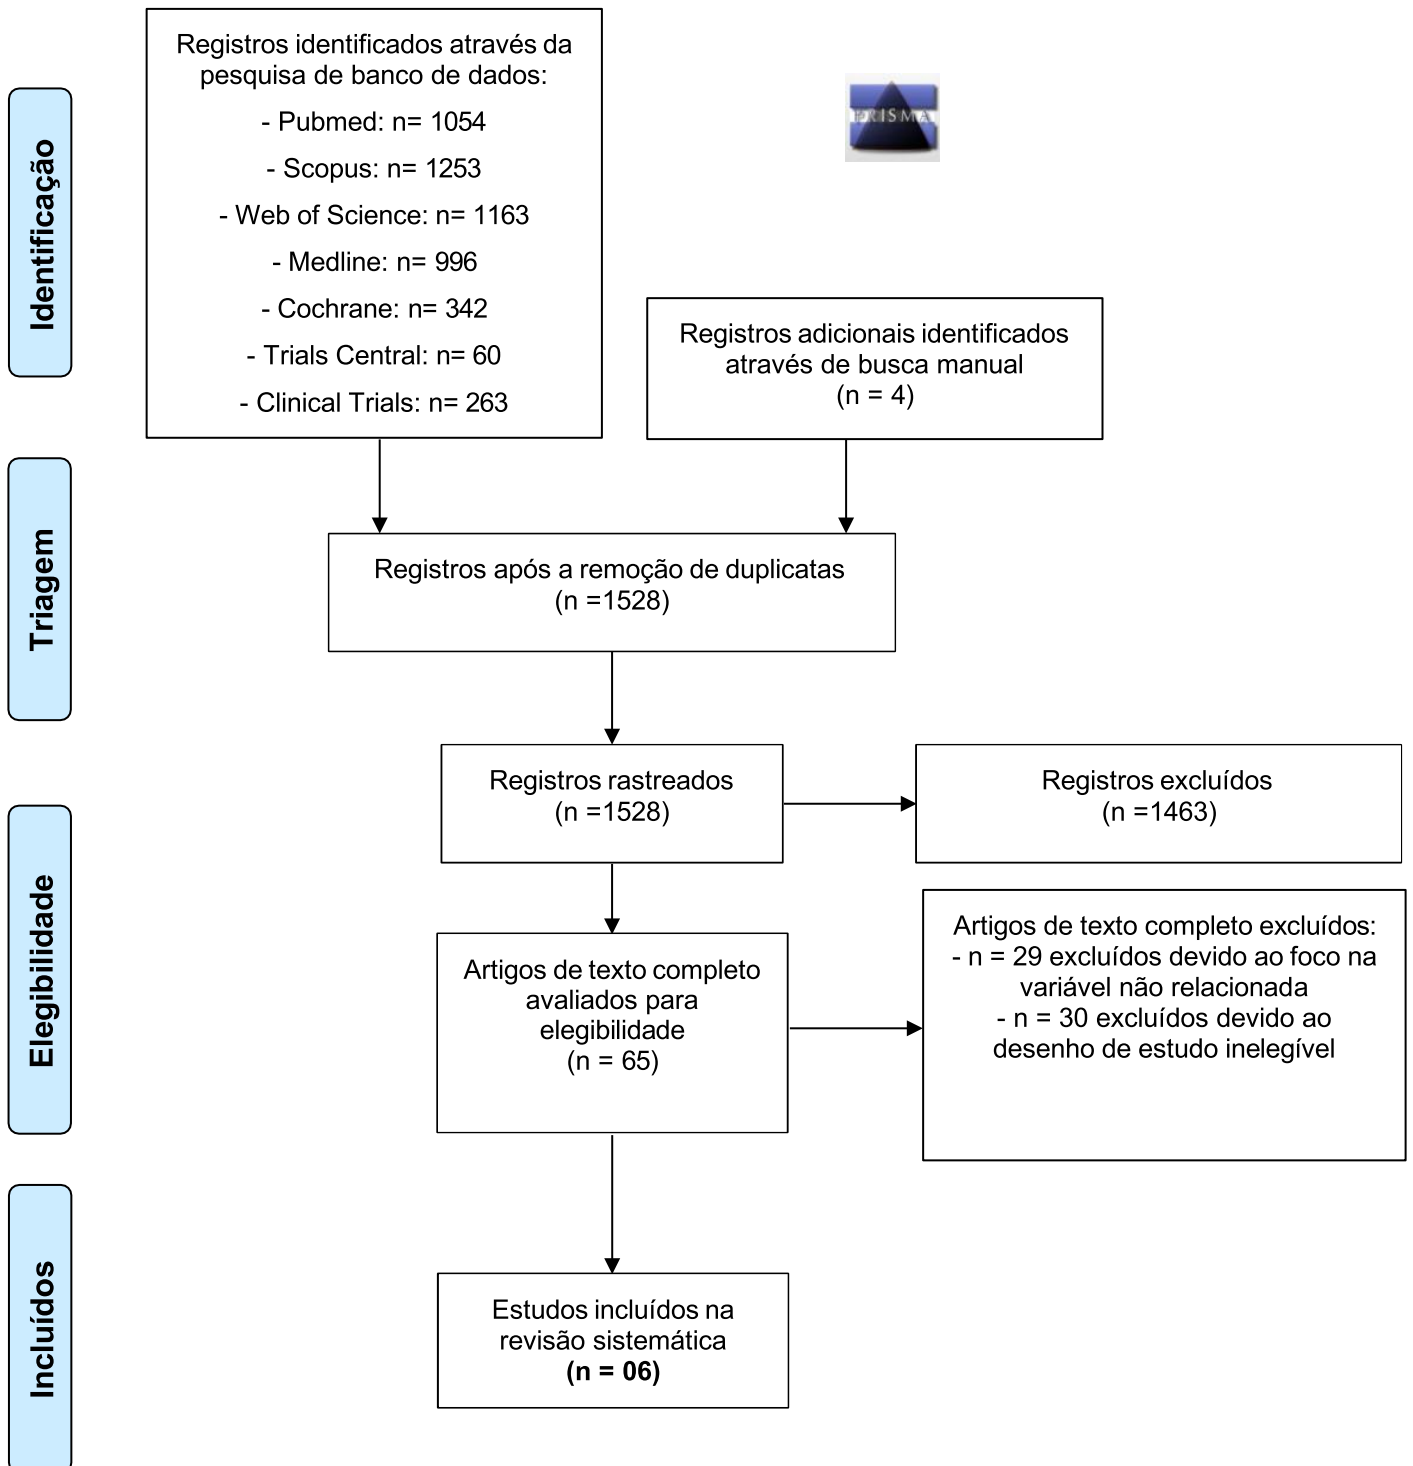 Identificação
Registros identificados através da
pesquisa de banco de dados:
- Pubmed: n= 1054
- Scopus: n= 1253
- Web of Science: n= 1163
- Medline: n= 996
- Cochrane: n= 342
- Trials Central: n= 60
- Clinical Trials: n= 263
PRISMA
Registros adicionais identificados
através de busca manual
(n = 4)
Triagem
Registros após a remoção de duplicatas
(n =1528)
Registros rastreados
(n =1528)
Registros excluídos
(n =1463)
Elegibilidade
Artigos de texto completo
avaliados para
elegibilidade
(n = 65)
Artigos de texto completo excluídos:
- n = 29 excluídos devido ao foco na
variável não relacionada
- n = 30 excluídos devido ao
desenho de estudo inelegível
Incluídos
Estudos incluídos na
revisão sistemática
(n = 06)